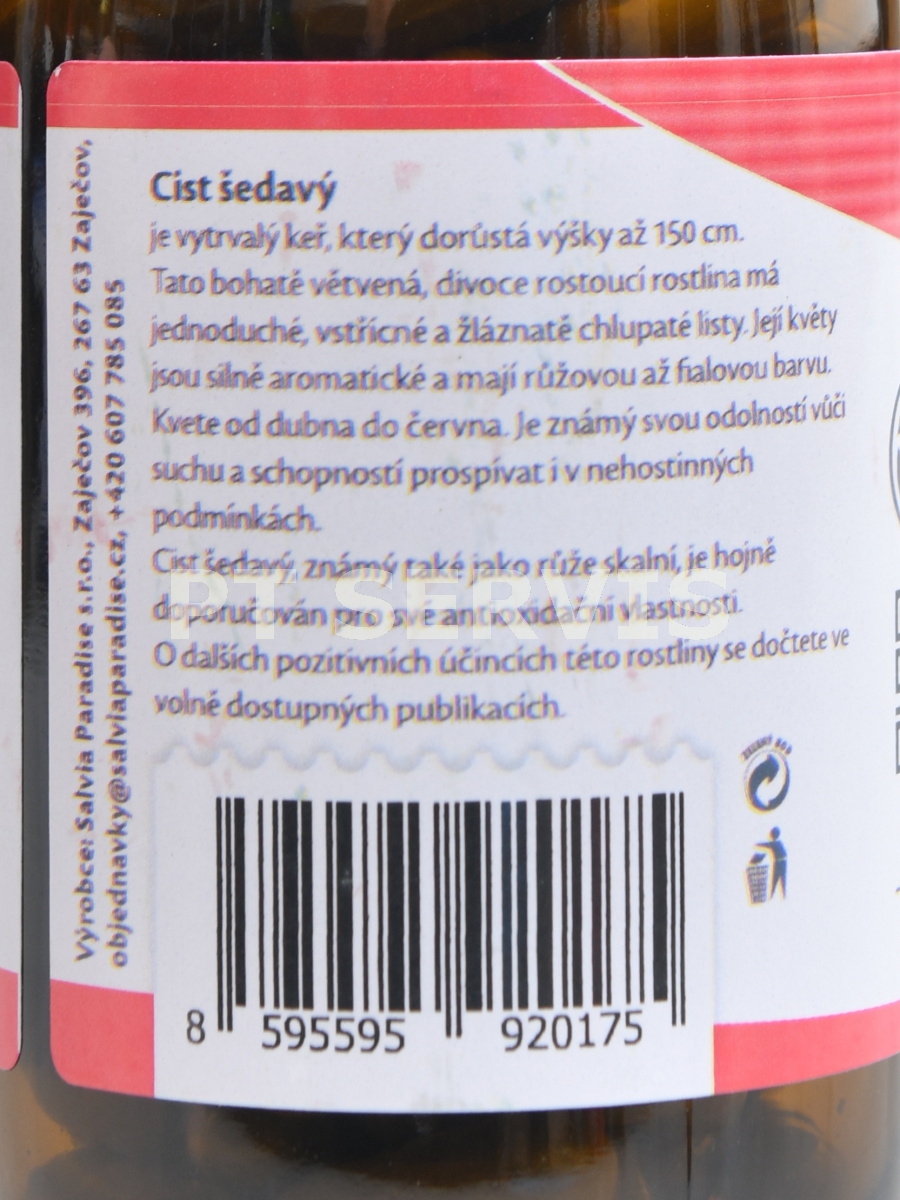 Cist šedavý
je vytrvalý keř, který dorůstá výšky až 150 cm.
Tato bohatě větvená, divoce rostoucí rostlina má
jednoduché, vstřícné a žláznatě chlupaté listy. Její květy
jsou silně aromatické a mají růžovou až fialovou barvu.
Kvete od dubna do června. Je známý svou odolností vůči
suchu a schopností prospívat i v nehostinných
podmínkách.
Cist šedavý, známý také jako růže skalní, je hojně
doporučován pro své antioxidační vlastnosti.
O dalších pozitivních účincích této rostliny se dočtete ve
volně dostupných publikacích.
Výrobce: Salvia Paradise s.r.o., Zaječov 396, 267 63 Zaječov,
objednavky@salviaparadise.cz, +420 607 785 085
PT SERVIS
ZELENÝ BOD
8 595595 920175